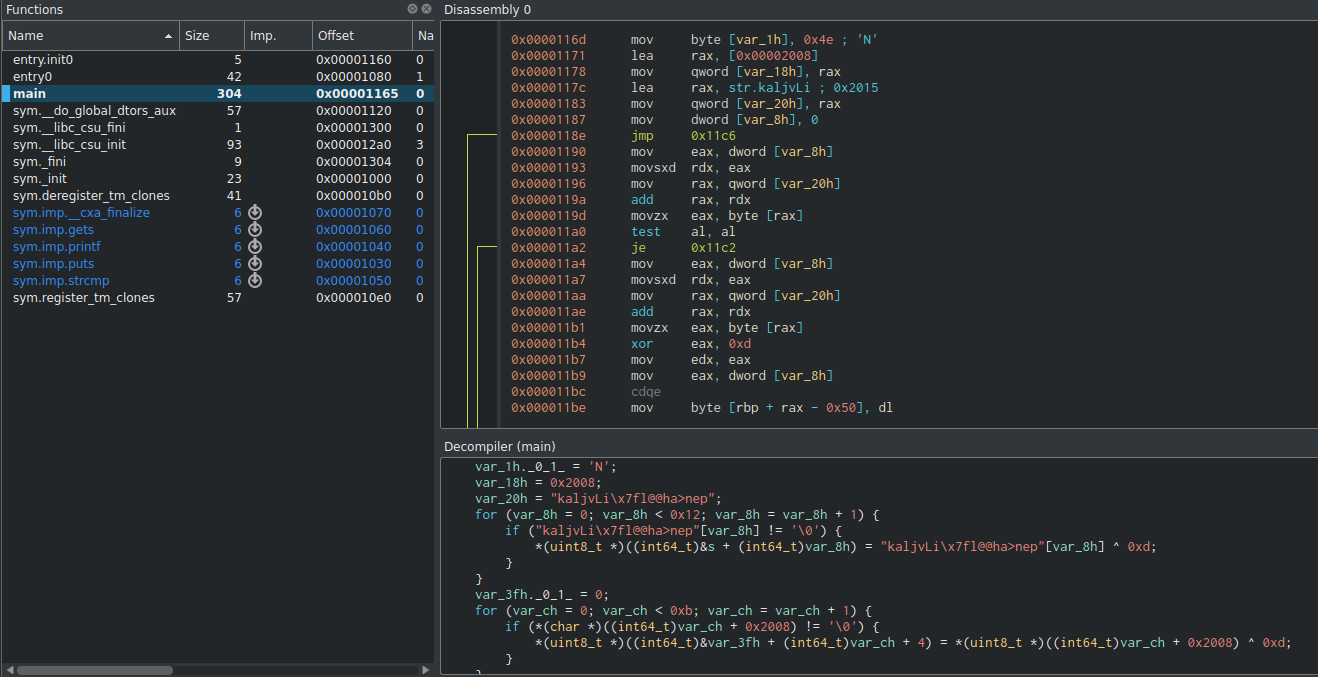 Functions
Name Size Imp. Offset Na
entry.init0 5 0x00001160 0
entry0 42 0x00001080 1
main 304 0x00001165 0
sym.__do_global_dtors_aux 57 0x00001120 0
sym.__libc_csu_fini 1 0x00001300 0
sym.__libc_csu_init 93 0x000012a0 3
sym._fini 9 0x00001304 0
sym._init 23 0x00001000 0
sym.deregister_tm_clones 41 0x000010b0 0
sym.imp.__cxa_finalize 6 0x00001070 0
sym.imp.gets 6 0x00001060 0
sym.imp.printf 6 0x00001040 0
sym.imp.puts 6 0x00001030 0
sym.imp.strcmp 6 0x00001050 0
sym.register_tm_clones 57 0x000010e0 0
Disassembly 0
0x0000116d mov byte [var_1h], 0x4e ; 'N'
0x00001171 lea rax, [0x00002008]
0x00001178 mov qword [var_18h], rax
0x0000117c lea rax, str.kaljvLi ; 0x2015
0x00001183 mov qword [var_20h], rax
0x00001187 mov dword [var_8h], 0
0x0000118e jmp 0x11c6
0x00001190 mov eax, dword [var_8h]
0x00001193 movsxd rdx, eax
0x00001196 mov rax, qword [var_20h]
0x0000119a add rax, rdx
0x0000119d movzx eax, byte [rax]
0x000011a0 test al, al
0x000011a2 je 0x11c2
0x000011a4 mov eax, dword [var_8h]
0x000011a7 movsxd rdx, eax
0x000011aa mov rax, qword [var_20h]
0x000011ae add rax, rdx
0x000011b1 movzx eax, byte [rax]
0x000011b4 xor eax, 0xd
0x000011b7 mov edx, eax
0x000011b9 mov eax, dword [var_8h]
0x000011bc cdqe
0x000011be mov byte [rbp + rax - 0x50], dl
Decompiler (main)
var_1h._0_1_ = 'N';
var_18h = 0x2008;
var_20h = "kaljvLi\x7fl@@ha>nep";
for (var_8h = 0; var_8h < 0x12; var_8h = var_8h + 1) {
if ("kaljvLi\x7fl@@ha>nep"[var_8h] != '\0') {
*(uint8_t *)((int64_t)&s + (int64_t)var_8h) = "kaljvLi\x7fl@@ha>nep"[var_8h] ^ 0xd;
}
}
var_3fh._0_1_ = 0;
for (var_ch = 0; var_ch < 0xb; var_ch = var_ch + 1) {
if (*(char *)((int64_t)var_ch + 0x2008) != '\0') {
*(uint8_t *)((int64_t)&var_3fh + (int64_t)var_ch + 4) = *(uint8_t *)((int64_t)var_ch + 0x2008) ^ 0xd;
}